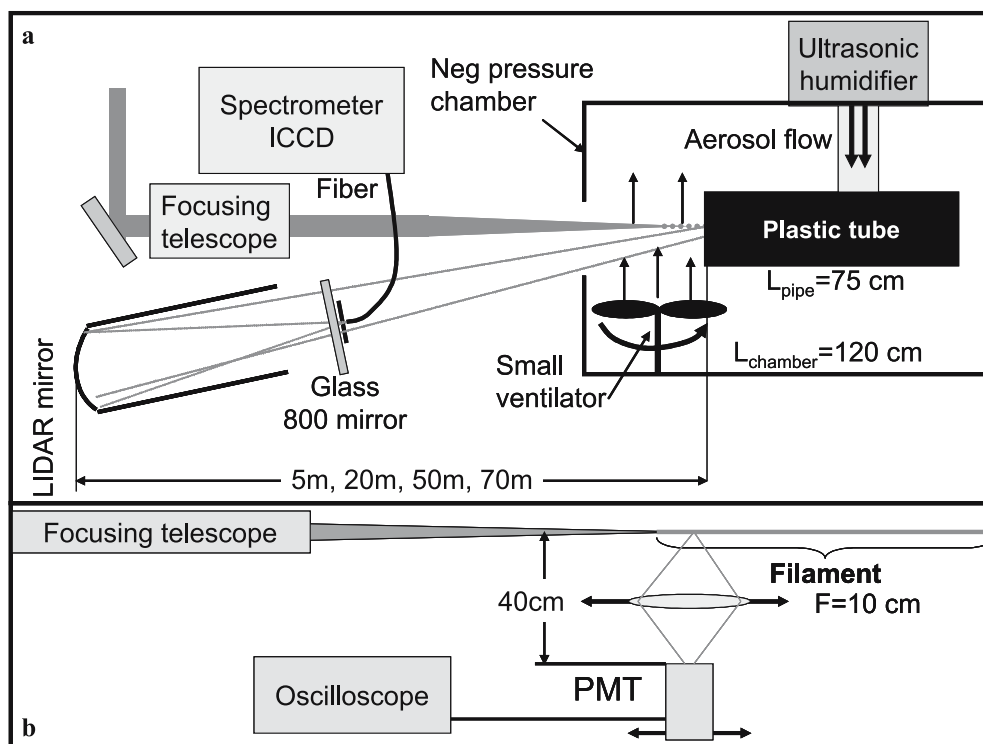 a
Ultrasonic
humidifier
Neg pressure
chamber
Spectrometer
ICCD
Aerosol flow
Fiber
Focusing
telescope
Plastic tube
Lpipe=75 cm
Lchamber=120 cm
Small
ventilator
Glass
800 mirror
LIDAR mirror
5m, 20m, 50m, 70m
Focusing telescope
Filament
F=10 cm
40cm
PMT
Oscilloscope
b